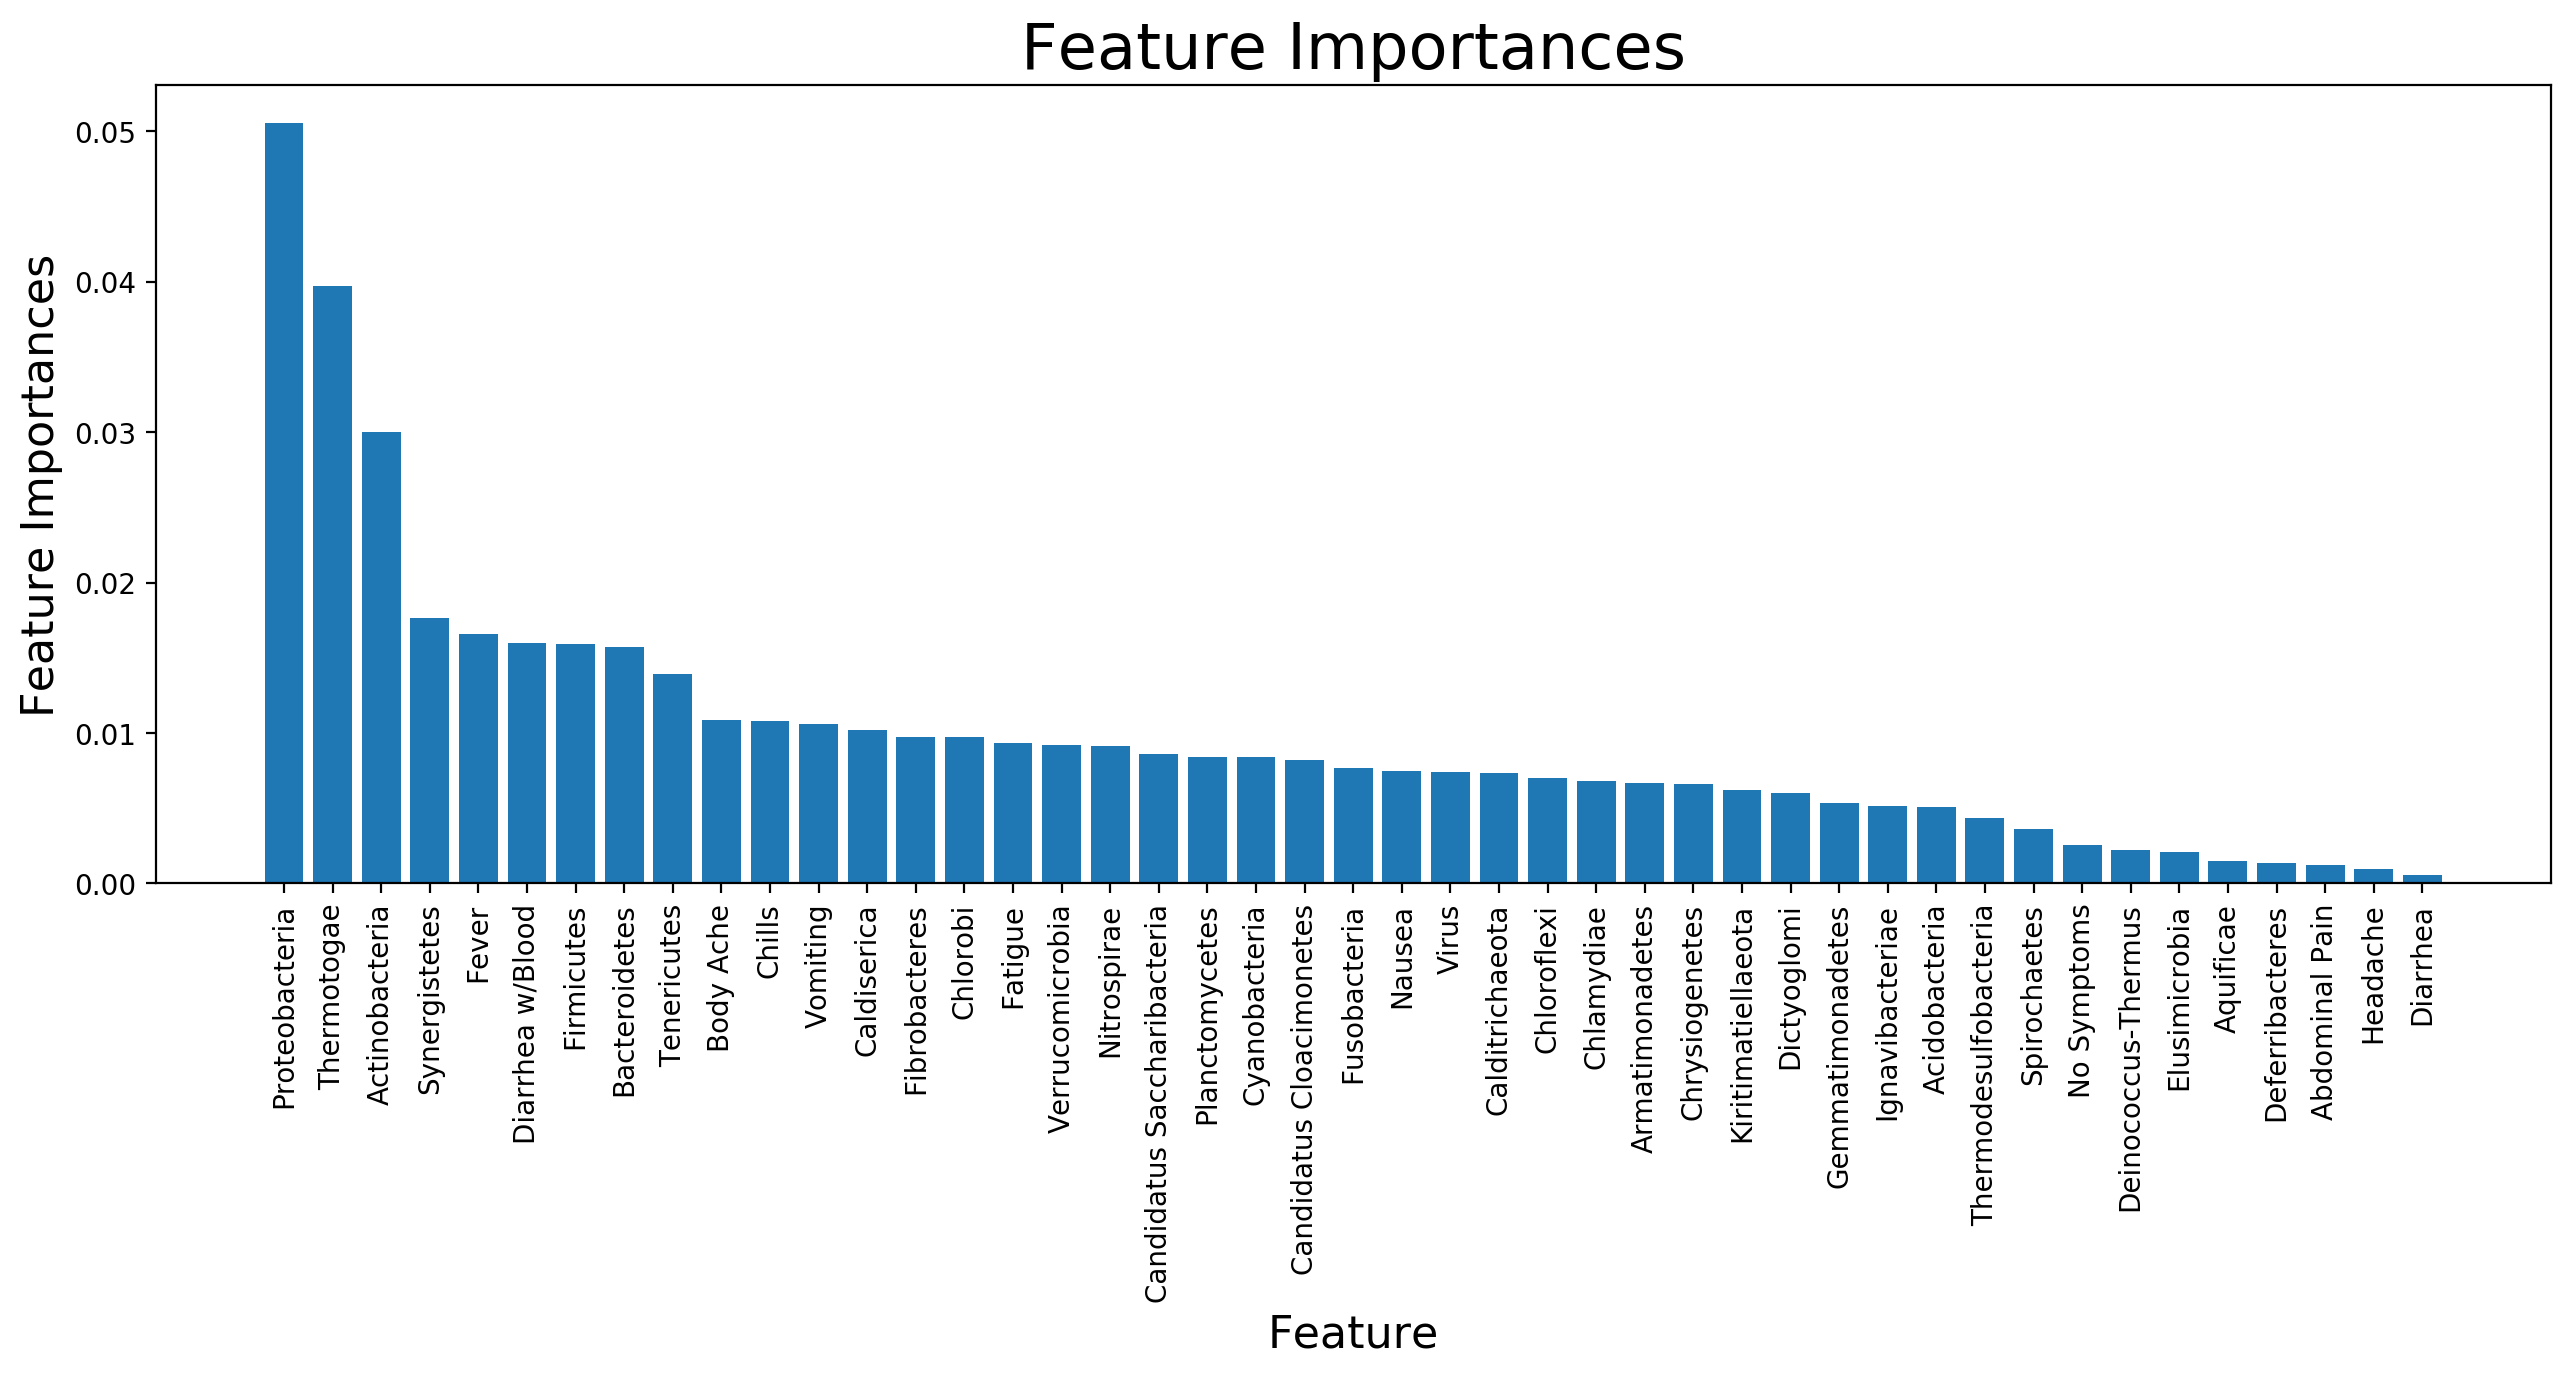 Feature Importances
Feature Importances
0.05
0.04
0.03
0.02
0.01
0.00
Proteobacteria
Thermotogae
Actinobacteria
Synergistetes
Fever
Diarrhea w/Blood
Firmicutes
Bacteroidetes
Tenericutes
Body Ache
Chills
Vomiting
Caldiserica
Fibrobacteres
Chlorobi
Fatigue
Verrucomicrobia
Nitrospirae
Candidatus Saccharibacteria
Planctomycetes
Cyanobacteria
Candidatus Cloacimonetes
Fusobacteria
Nausea
Virus
Calditrichaeota
Chloroflexi
Chlamydiae
Armatimonadetes
Chrysiogenetes
Kiritimatiellaeota
Dictyoglomi
Gemmatimonadetes
Ignavibacteriae
Acidobacteria
Thermodesulfobacteria
Spirochaetes
No Symptoms
Deinococcus-Thermus
Elusimicrobia
Aquificae
Deferribacteres
Abdominal Pain
Headache
Diarrhea
Feature